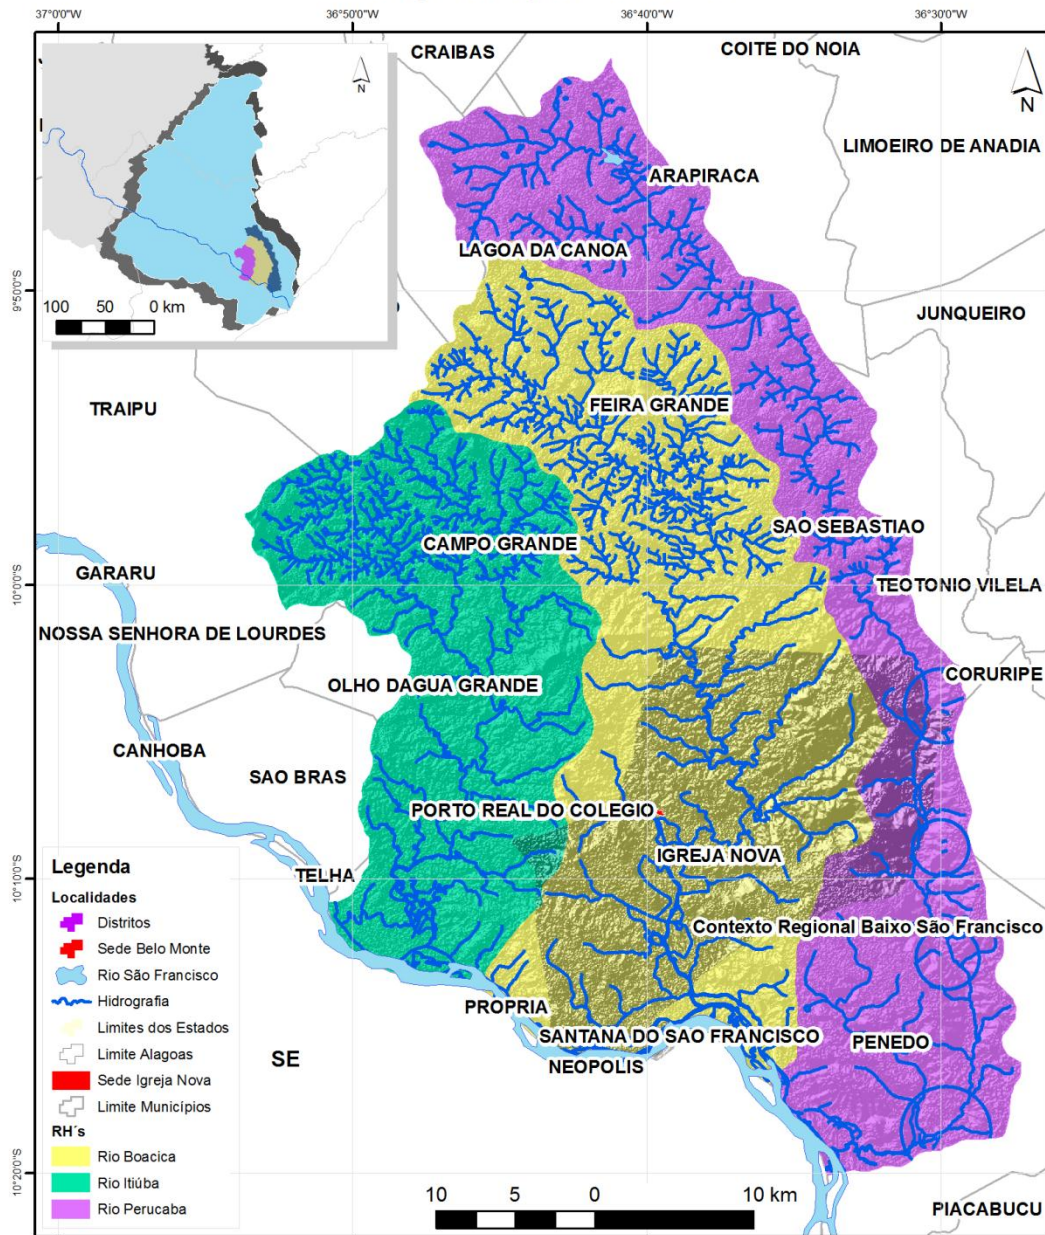 37°0'0"W 36°50'0"W 36°40'0"W 36°30'0"W
CRAIBAS
COITE DO NOIA
N
N
LIMOEIRO DE ANADIA
ARAPIRACA
LAGOA DA CANOA
100 50 0 km
9°50'0"S
JUNQUEIRO
TRAIPU
FEIRA GRANDE
SAO SEBASTIAO
CAMPO GRANDE
GARARU
10°0'0"S
TEOTONIO VILELA
NOSSA SENHORA DE LOURDES
CORURIPE
OLHO DAGUA GRANDE
CANHOBA
SAO BRAS
PORTO REAL DO COLEGIO
IGREJA NOVA
TELHA
10°10'0"S
Contexto Regional Baixo São Francisco
PROPRIA
SANTANA DO SAO FRANCISCO
PENEDO
SE
NEOPOLIS
10°20'0"S
PIACABUCU
Legenda
Localidades
Distritos
Sede Belo Monte
Rio São Francisco
Hidrografia
Limites dos Estados
Limite Alagoas
Sede Igreja Nova
Limite Municípios
RH´s
Rio Boacica
Rio Itiúba
Rio Perucaba
10 5 0 10 km